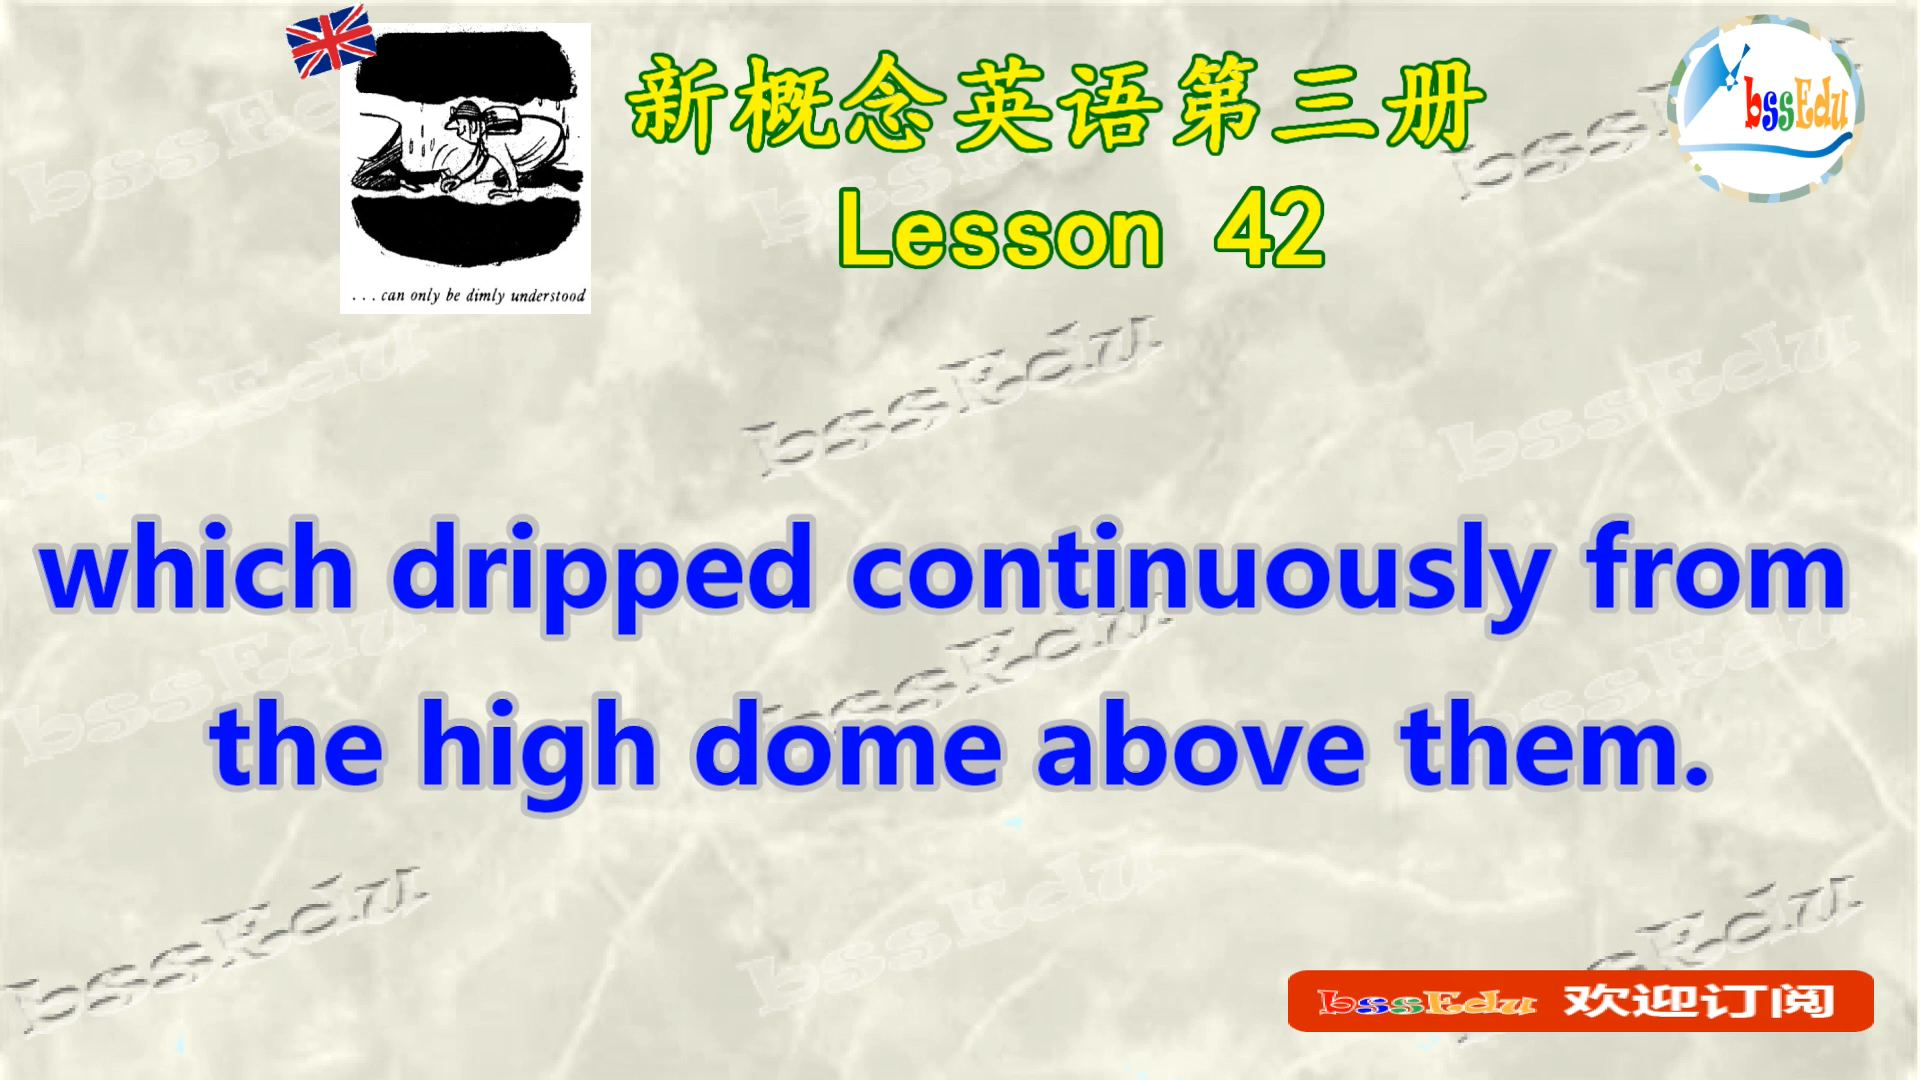 新概念英语第三册
bssEdu
Lesson 42
. . . can only be dimly understood
which dripped continuously from
the high dome above them.
bssEdu 欢迎订阅